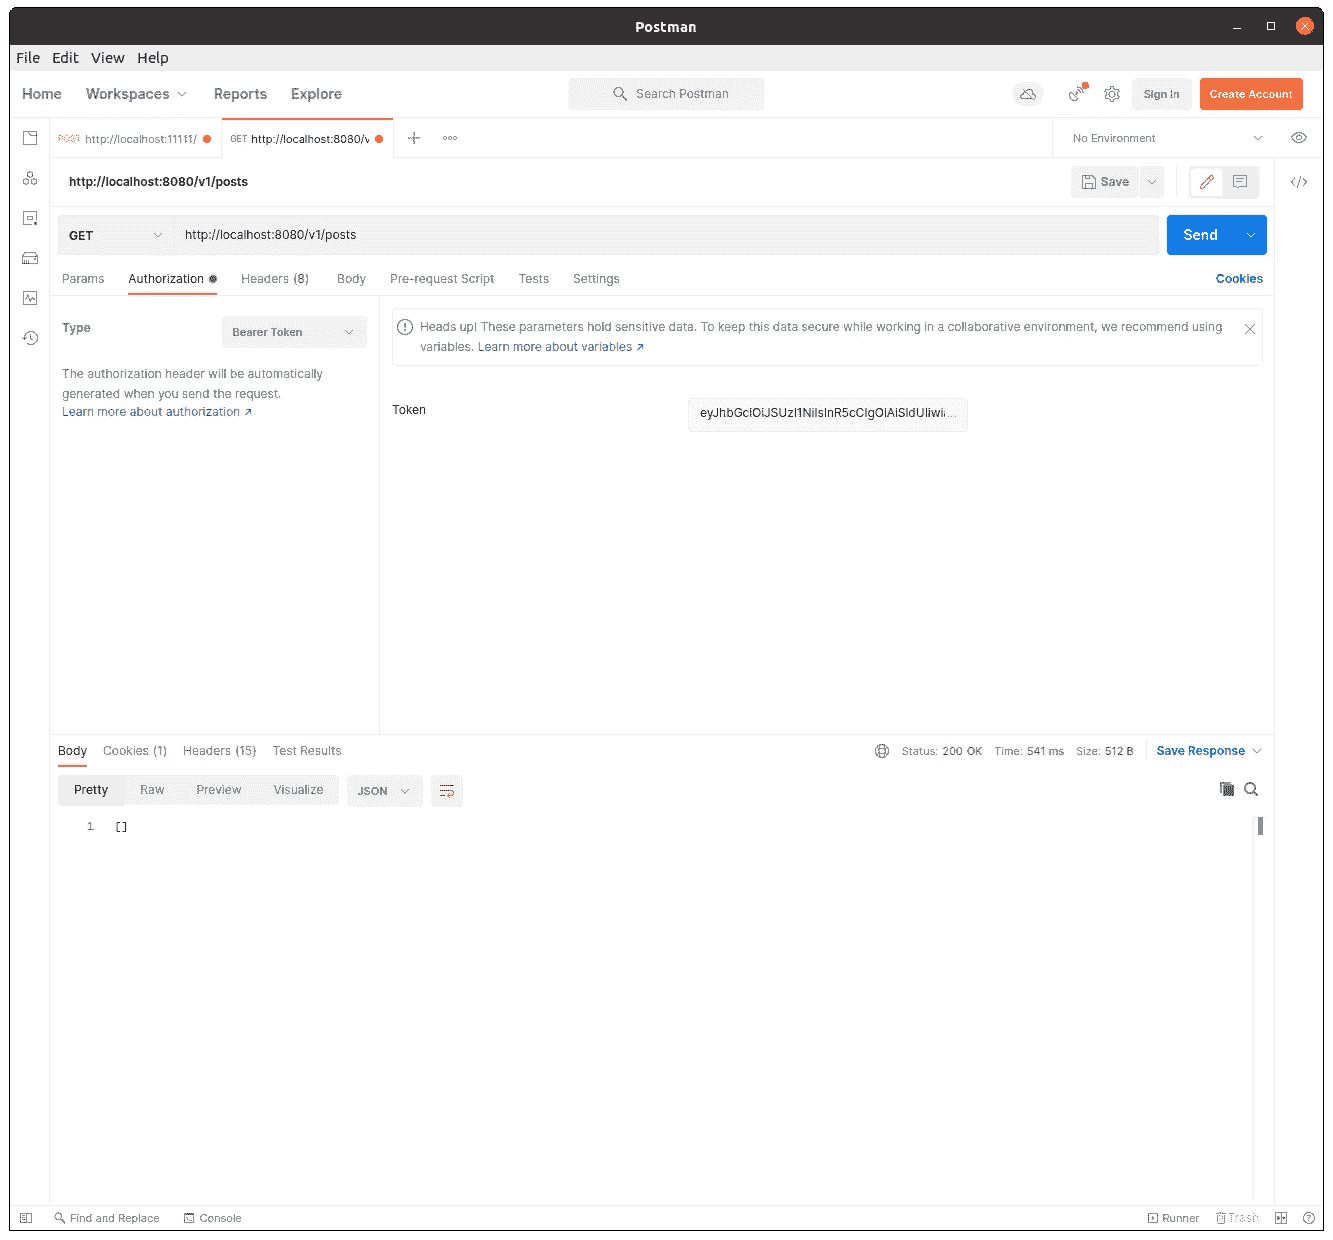 Postman
File Edit View Help
Home Workspaces Reports Explore Search Postman Sign In Create Account
POST http://localhost:11111/ GET http://localhost:8080/v No Environment
http://localhost:8080/v1/posts Save
GET http://localhost:8080/v1/posts Send
Params Authorization Headers (8) Body Pre-request Script Tests Settings Cookies
Type Bearer Token
The authorization header will be automatically
generated when you send the request.
Learn more about authorization ↗
Heads up! These parameters hold sensitive data. To keep this data secure while working in a collaborative environment, we recommend using
variables. Learn more about variables ↗
Token
Body Cookies (1) Headers (15) Test Results Status: 200 OK Time: 541 ms Size: 512 B Save Response
Pretty Raw Preview Visualize JSON
1 []
Find and Replace Console Runner Trash